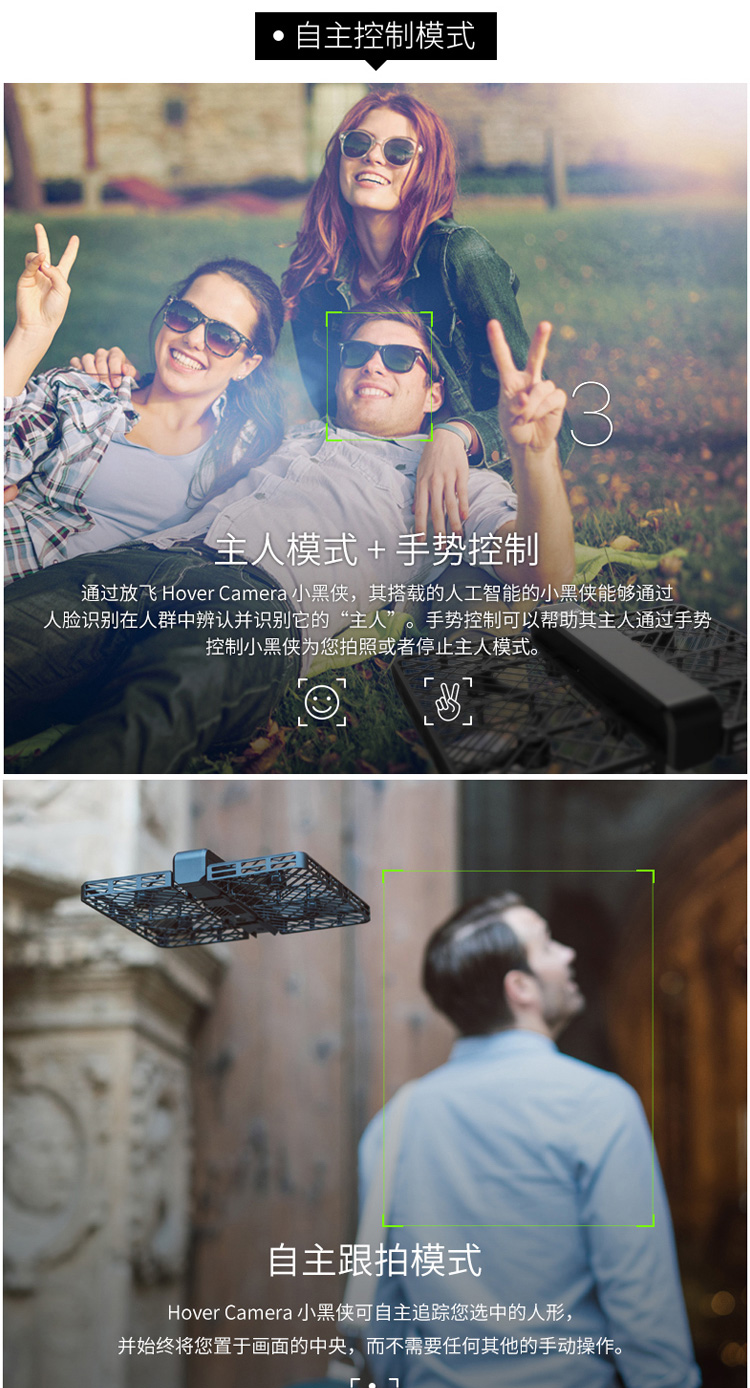 • 自主控制模式
3
主人模式 + 手势控制
通过放飞 Hover Camera 小黑侠，其搭载的人工智能的小黑侠能够通过
人脸识别在人群中辨认并识别它的“主人”。手势控制可以帮助其主人通过手势
控制小黑侠为您拍照或者停止主人模式。
自主跟拍模式
Hover Camera 小黑侠可自主追踪您选中的人形，
并始终将您置于画面的中央，而不需要任何其他的手动操作。